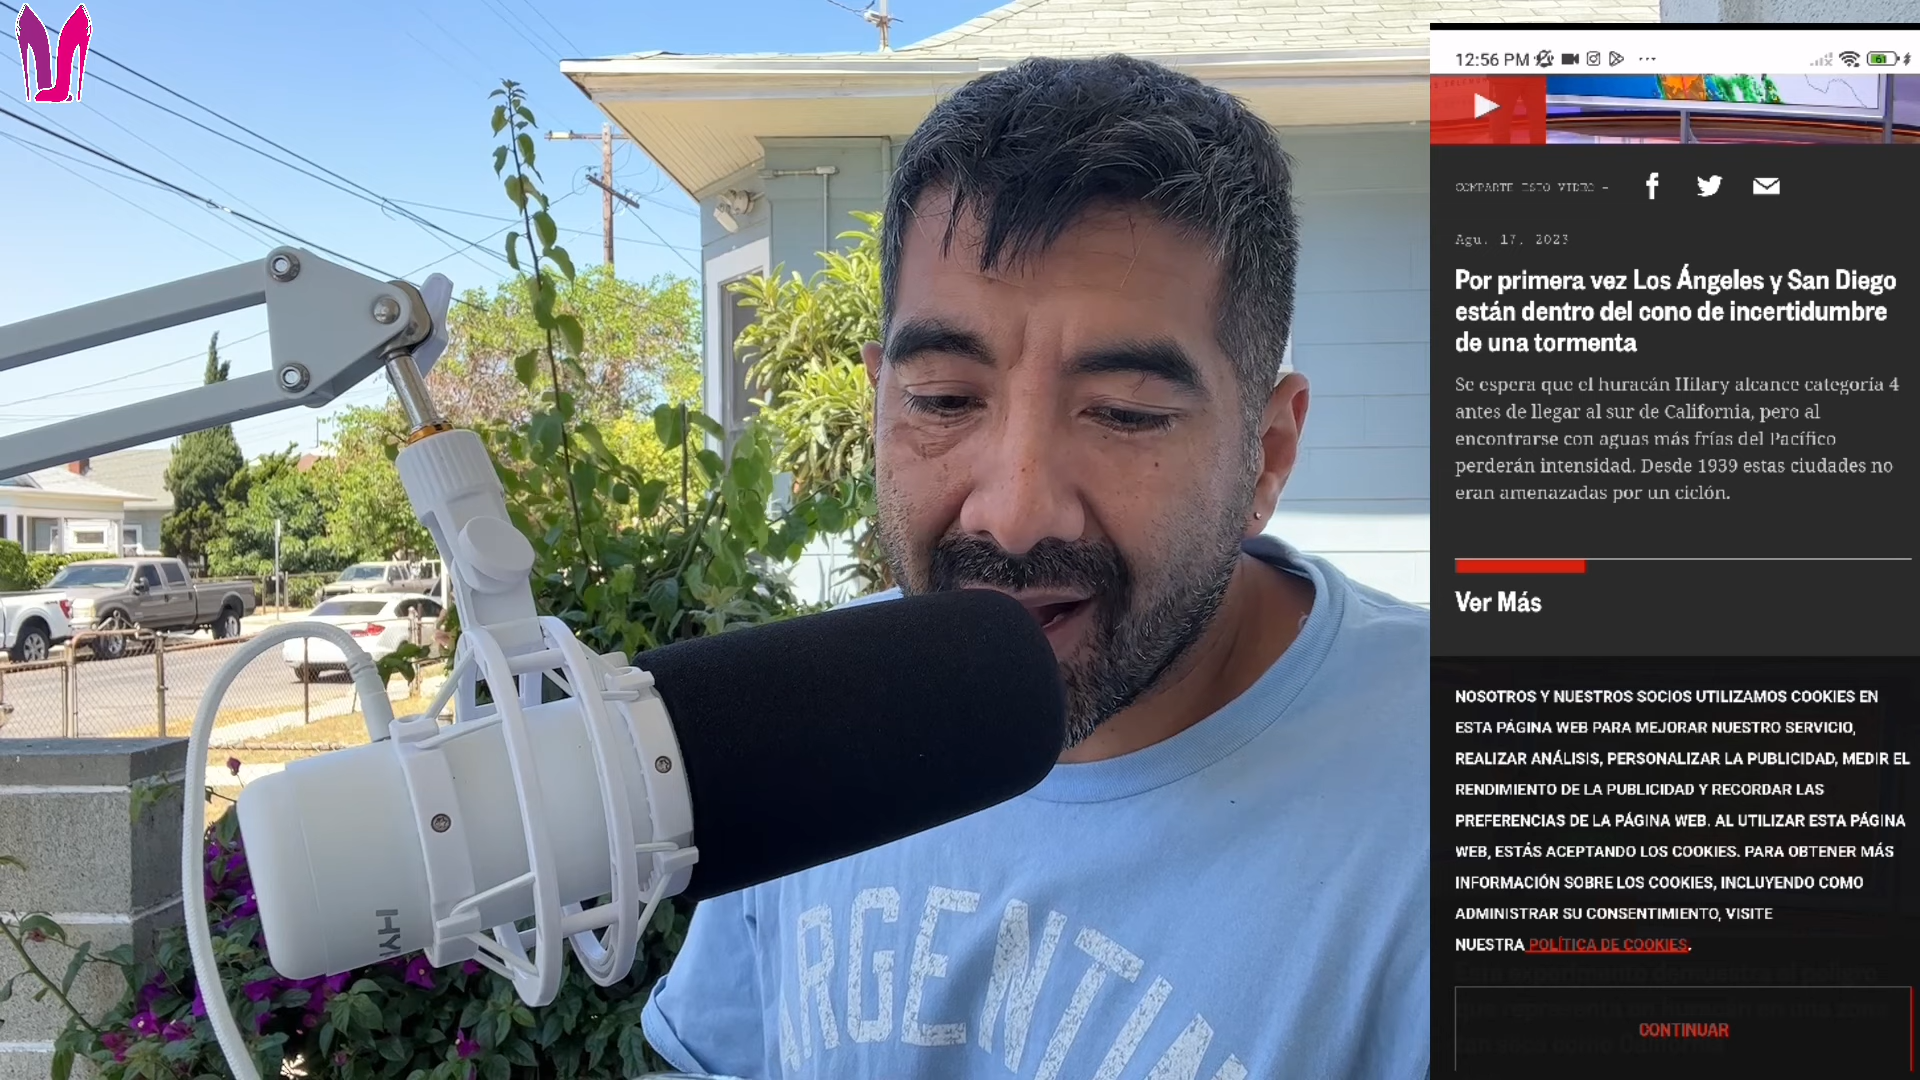 12:56 PM
61
COMPARTE ESTO VIDEO -
Agu. 17, 2023
Por primera vez Los Ángeles y San Diego
están dentro del cono de incertidumbre
de una tormenta
Se espera que el huracán Hilary alcance categoría 4
antes de llegar al sur de California, pero al
encontrarse con aguas más frías del Pacífico
perderán intensidad. Desde 1939 estas ciudades no
eran amenazadas por un ciclón.
Ver Más
NOSOTROS Y NUESTROS SOCIOS UTILIZAMOS COOKIES EN
ESTA PÁGINA WEB PARA MEJORAR NUESTRO SERVICIO,
REALIZAR ANÁLISIS, PERSONALIZAR LA PUBLICIDAD, MEDIR EL
RENDIMIENTO DE LA PUBLICIDAD Y RECORDAR LAS
PREFERENCIAS DE LA PÁGINA WEB. AL UTILIZAR ESTA PÁGINA
WEB, ESTÁS ACEPTANDO LOS COOKIES. PARA OBTENER MÁS
INFORMACIÓN SOBRE LOS COOKIES, INCLUYENDO COMO
ADMINISTRAR SU CONSENTIMIENTO, VISITE
NUESTRA POLÍTICA DE COOKIES.
CONTINUAR
ARGENTIN
HY